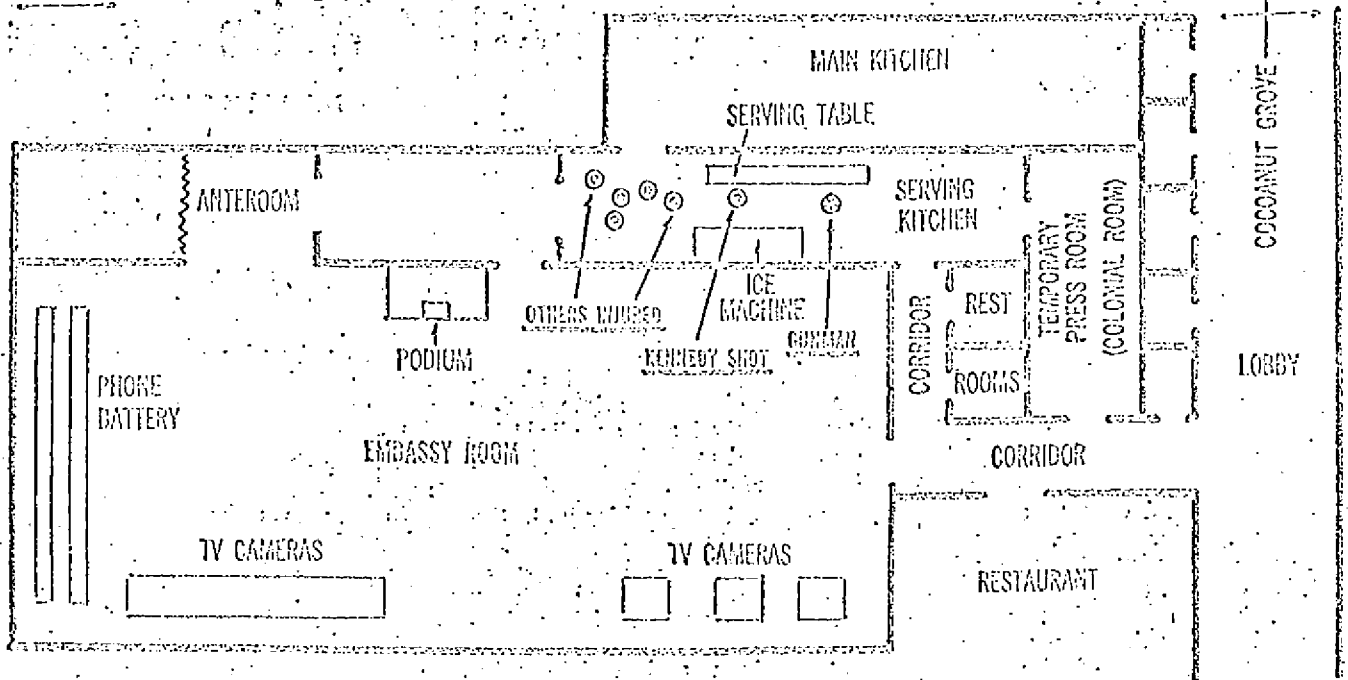 MAIN KITCHEN
SERVING TABLE
COCOANUT GROVE
ANTEROOM
SERVING
KITCHEN
TEMPORARY
PRESS ROOM
(COLONIAL ROOM)
OTHERS INJURED
ICE
MACHINE
GUNMAN
KENNEDY SHOT
PODIUM
CORRIDOR
REST
ROOMS
LOBBY
PHONE
BATTERY
EMBASSY ROOM
CORRIDOR
TV CAMERAS
TV CAMERAS
RESTAURANT